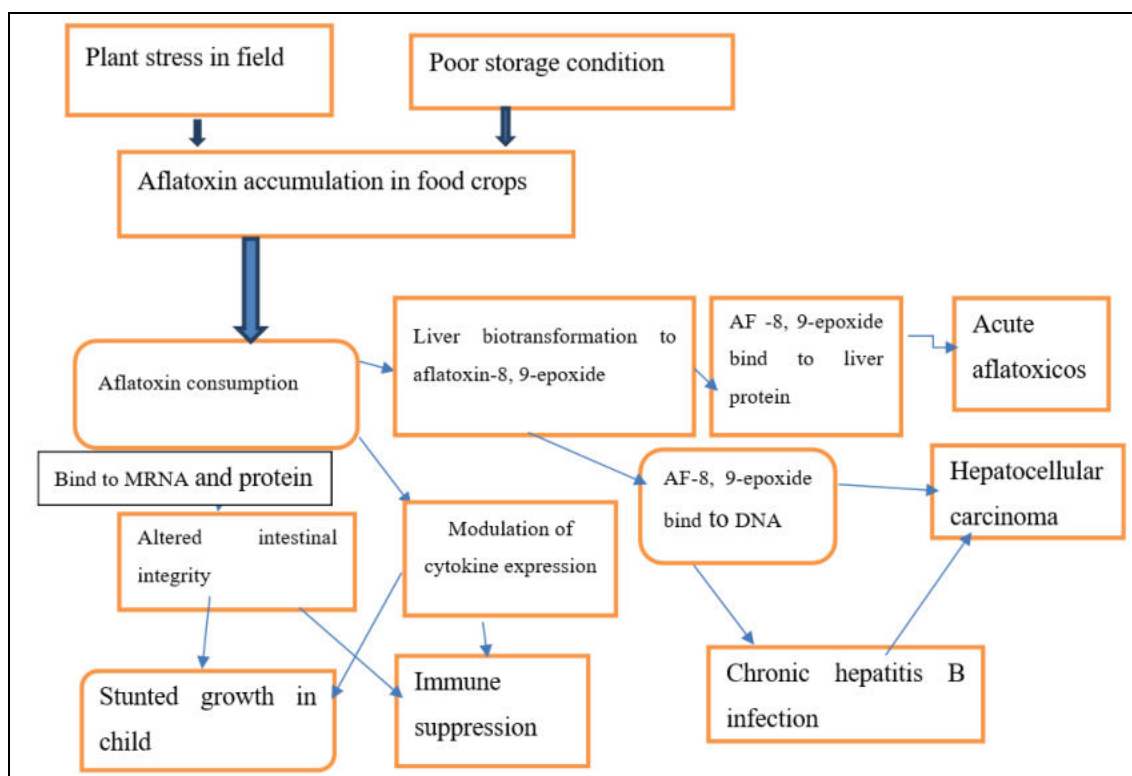 Plant stress in field
Poor storage condition
Aflatoxin accumulation in food crops
Aflatoxin consumption
Liver biotransformation to
aflatoxin-8, 9-epoxide
AF -8, 9-epoxide
bind to liver
protein
Acute
aflatoxicos
Bind to MRNA and protein
Altered intestinal
integrity
Modulation of
cytokine expression
AF-8, 9-epoxide
bind to DNA
Hepatocellular
carcinoma
Stunted growth in
child
Immune
suppression
Chronic hepatitis B
infection